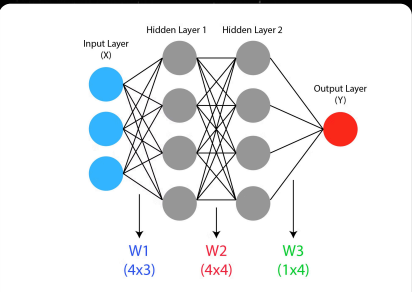 Hidden Layer 1
Hidden Layer 2
Input Layer
(X)
Output Layer
(Y)
W1
(4x3)
W2
(4x4)
W3
(1x4)